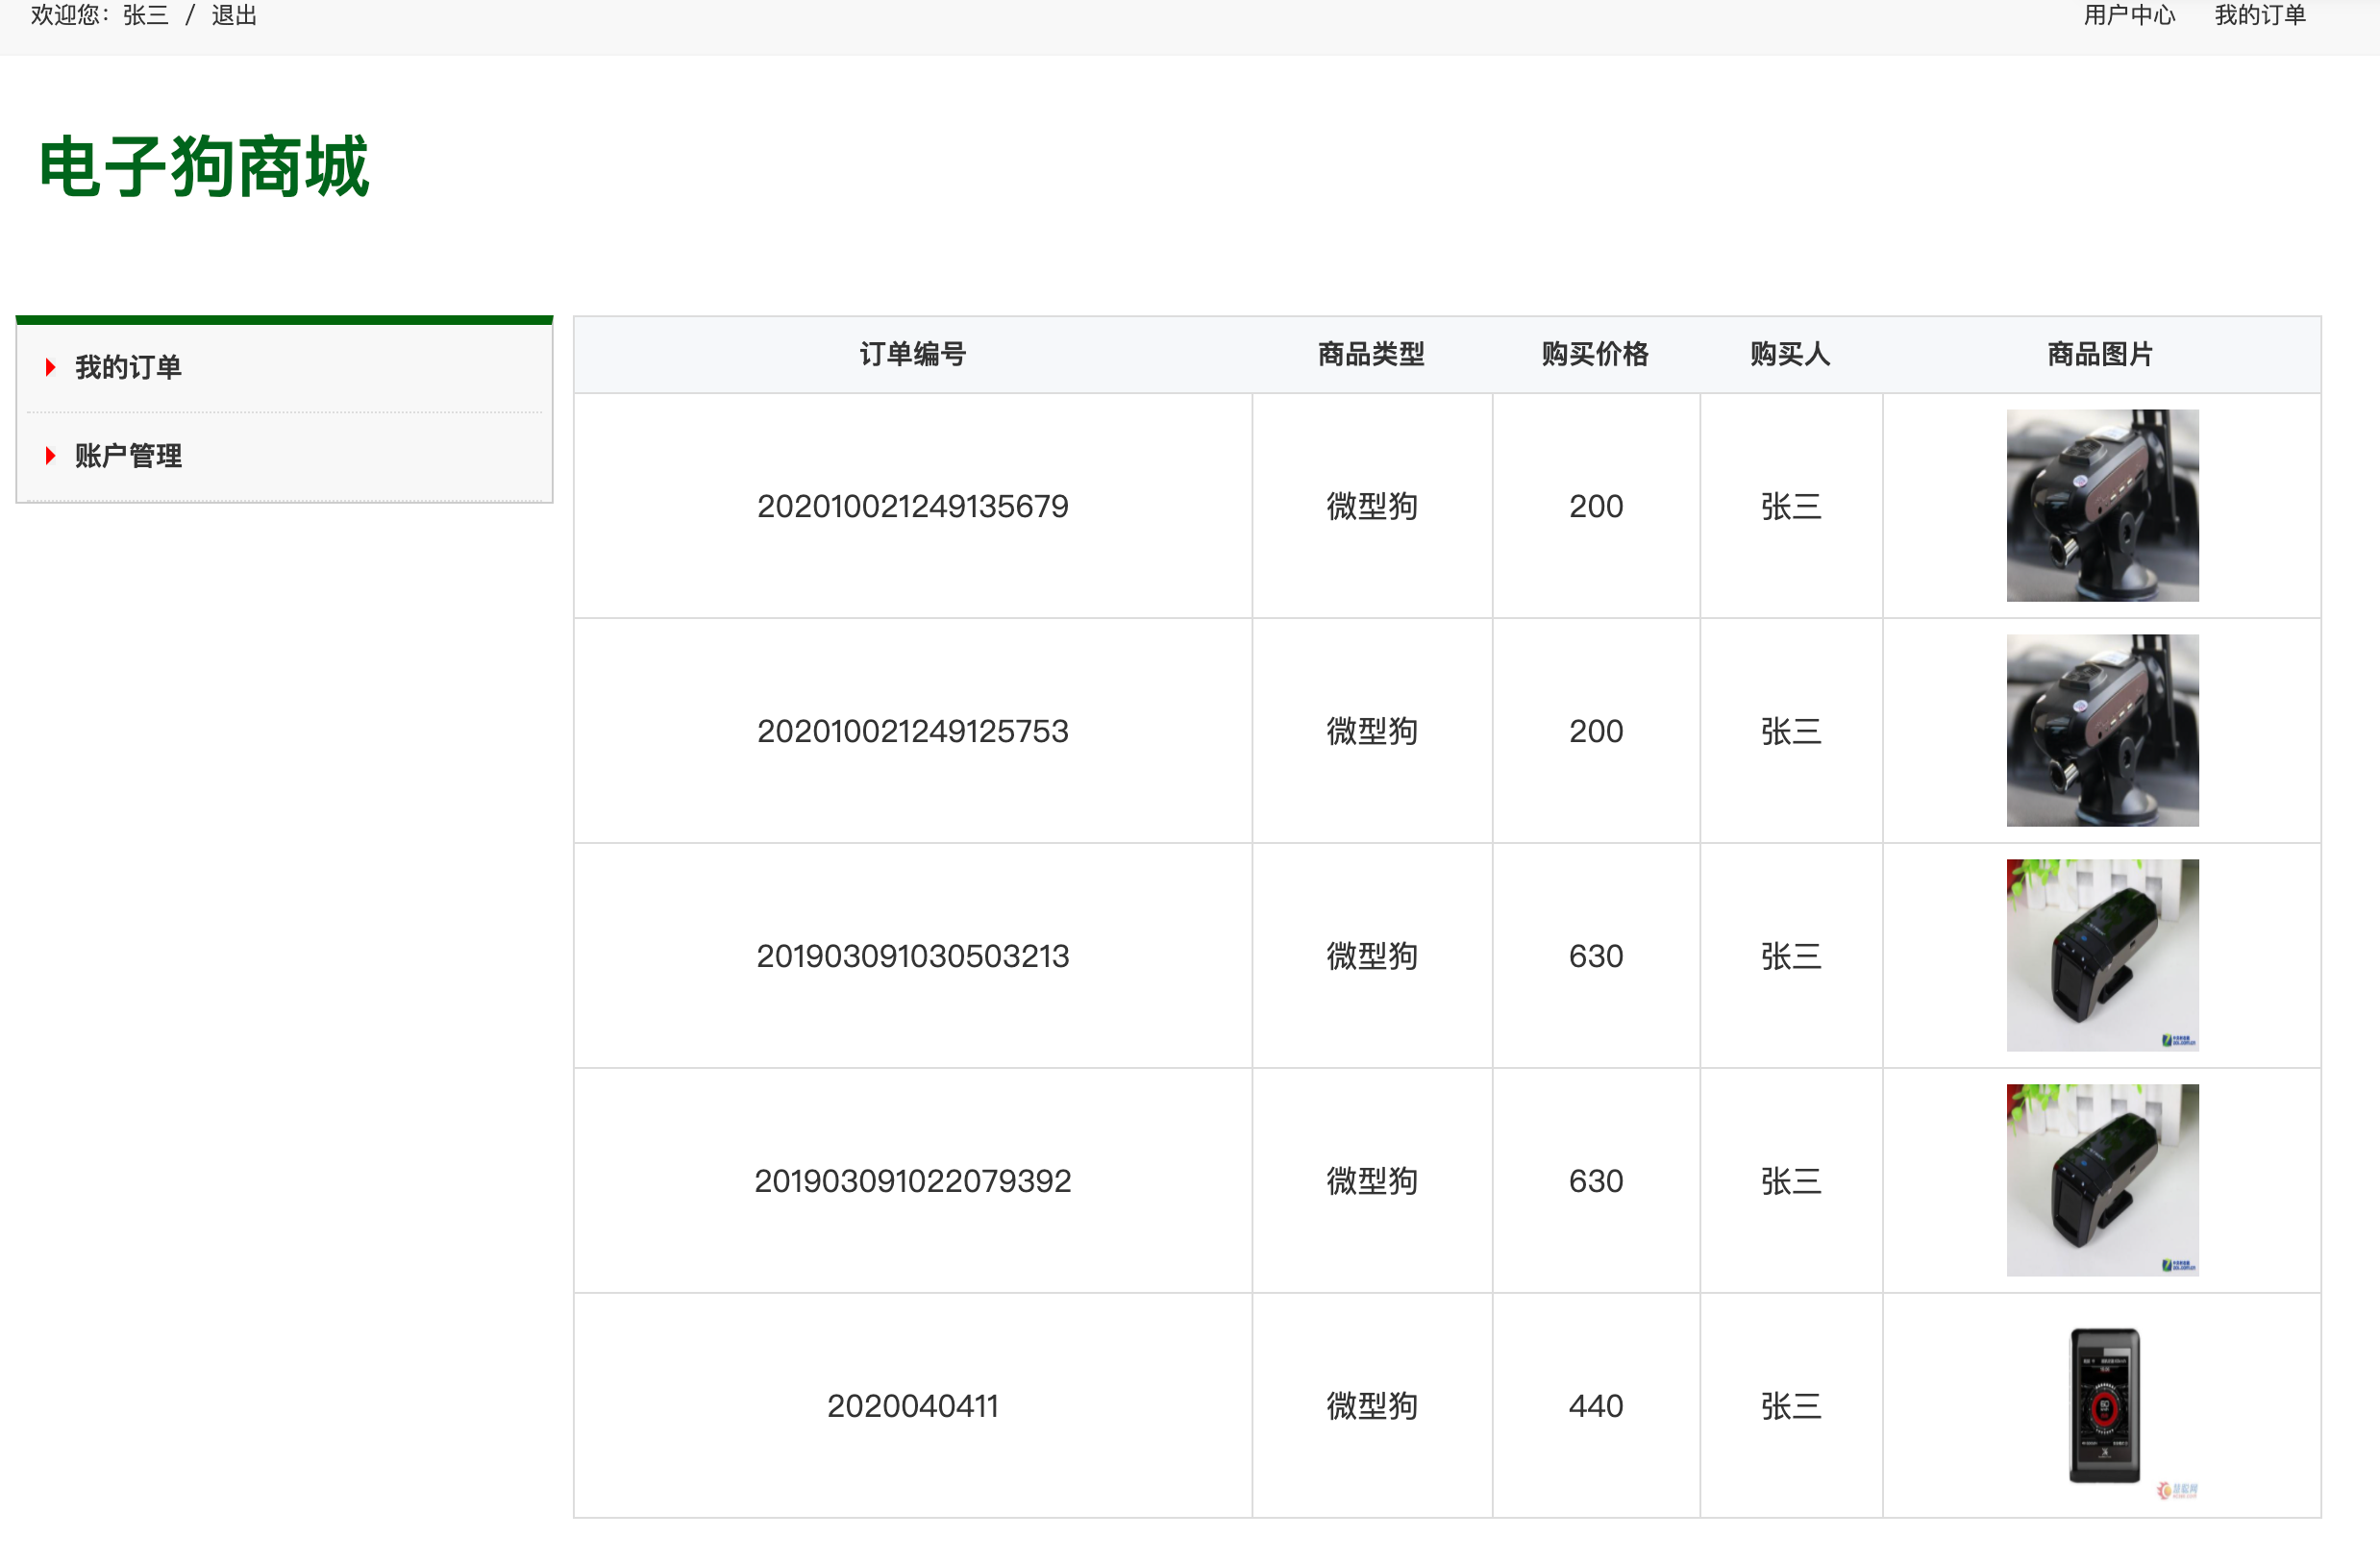 欢迎您：张三 / 退出 用户中心 我的订单
电子狗商城
我的订单
账户管理
订单编号 商品类型 购买价格 购买人 商品图片
202010021249135679 微型狗 200 张三
202010021249125753 微型狗 200 张三
201903091030503213 微型狗 630 张三
201903091022079392 微型狗 630 张三
2020040411 微型狗 440 张三